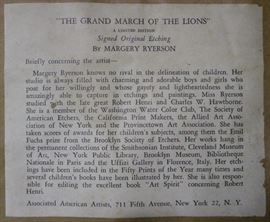 "THE GRAND MARCH OF THE LIONS"
A LIMITED EDITION
Signed Original Etching
By MARGERY RYERSON
Briefly concerning the artist—
Margery Ryerson knows no rival in the delineation of children. Her
studio is always filled with charming and adorable boys and girls who
post for her willingly and whose gayety and lightheartedness she is
amazingly able to capture in etchings and paintings. Miss Ryerson
studied with the late great Robert Henri and Charles W. Hawthorne.
She is a member of the Washington Water Color Club, The Society of
American Etchers, the California Print Makers, the Allied Art Asso-
ciation of New York and the Provincetown Art Association. She has
taken scores of awards for her children's subjects, among them the Emil
Fuchs prize from the Brooklyn Society of Etchers. Her works hang in
the permanent collections of the Smithsonian Institute, Cleveland Museum
of Art, New York Public Library, Brooklyn Museum, Bibliotheque
Nationale in Paris and the Uffizi Gallery in Florence, Italy. Her etch-
ings have been included in the Fifty Prints of the Year many times and
several children's books have been illustrated by her. She is also respon-
sible for editing the excellent book "Art Spirit" concerning Robert
Henri.
Associated American Artists, 711 Fifth Avenue, New York 22, N. Y.